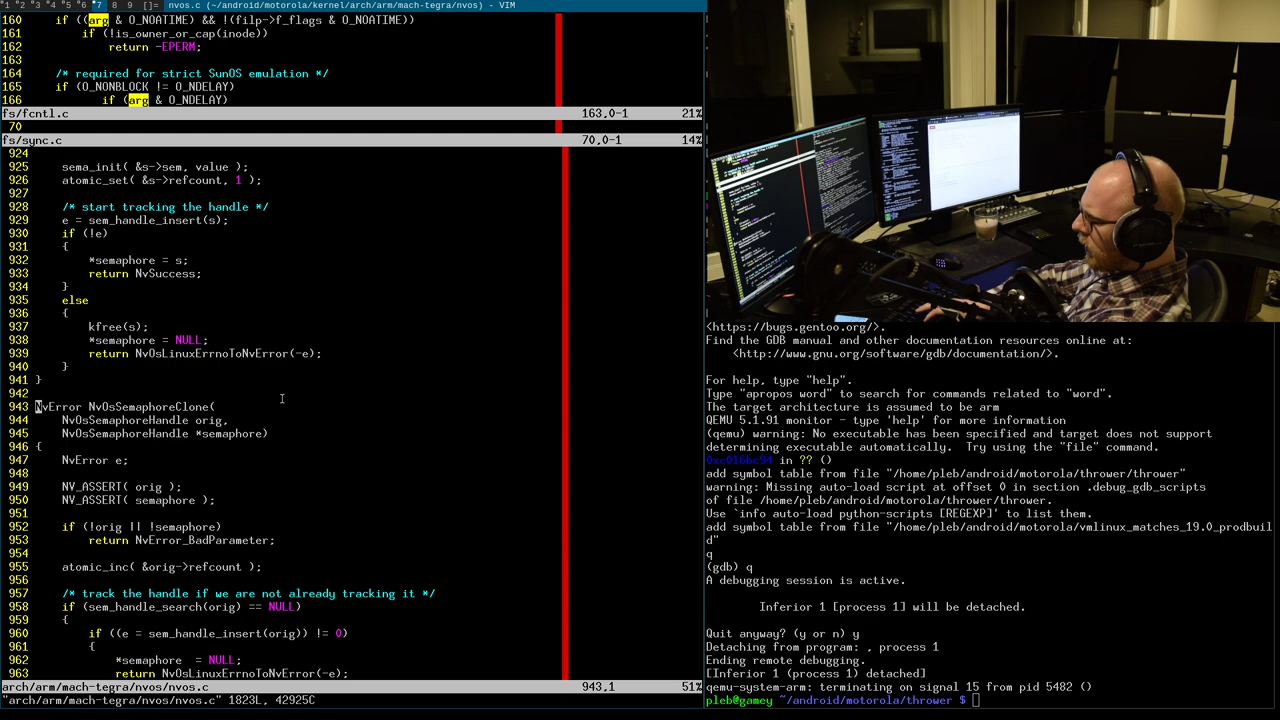 1 2 3 4 5 6 7 8 9 []= nvos.c (~/android/motorola/kernel/arch/arm/mach-tegra/nvos) - VIM
160     if ((arg & O_NOATIME) && !(filp->f_flags & O_NOATIME))
161         if (!is_owner_or_cap(inode))
162             return -EPERM;
163
164     /* required for strict SunOS emulation */
165     if (O_NONBLOCK != O_NDELAY)
166            if (arg & O_NDELAY)
fs/fcntl.c 163,0-1 21%
70
fs/sync.c 70,0-1 14%
924
925     sema_init( &s->sem, value );
926     atomic_set( &s->refcount, 1 );
927
928     /* start tracking the handle */
929     e = sem_handle_insert(s);
930     if (!e)
931     {
932         *semaphore = s;
933         return NvSuccess;
934     }
935     else
936     {
937         kfree(s);
938         *semaphore = NULL;
939         return NvOsLinuxErrnoToNvError(-e);
940     }
941 }
942
943 NvError NvOsSemaphoreClone(
944     NvOsSemaphoreHandle orig,
945     NvOsSemaphoreHandle *semaphore)
946 {
947     NvError e;
948
949     NV_ASSERT( orig );
950     NV_ASSERT( semaphore );
951
952     if (!orig || !semaphore)
953         return NvError_BadParameter;
954
955     atomic_inc( &orig->refcount );
956
957     /* track the handle if we are not already tracking it */
958     if (sem_handle_search(orig) == NULL)
959     {
960         if ((e = sem_handle_insert(orig)) != 0)
961         {
962             *semaphore  = NULL;
963             return NvOsLinuxErrnoToNvError(-e);
arch/arm/mach-tegra/nvos/nvos.c 943,1 51%
"arch/arm/mach-tegra/nvos/nvos.c" 1823L, 42925C
<https://bugs.gentoo.org/>.
Find the GDB manual and other documentation resources online at:
    <http://www.gnu.org/software/gdb/documentation/>.

For help, type "help".
Type "apropos word" to search for commands related to "word".
The target architecture is assumed to be arm
QEMU 5.1.91 monitor - type 'help' for more information
(qemu) warning: No executable has been specified and target does not support
determining executable automatically.  Try using the "file" command.
0xc016bc94 in ?? ()
add symbol table from file "/home/pleb/android/motorola/thrower/thrower"
warning: Missing auto-load script at offset 0 in section .debug_gdb_scripts
of file /home/pleb/android/motorola/thrower/thrower.
Use `info auto-load python-scripts [REGEXP]' to list them.
add symbol table from file "/home/pleb/android/motorola/vmlinux_matches_19.0_prodbuil
d"
q
(gdb) q
A debugging session is active.

        Inferior 1 [process 1] will be detached.

Quit anyway? (y or n) y
Detaching from program: , process 1
Ending remote debugging.
[Inferior 1 (process 1) detached]
qemu-system-arm: terminating on signal 15 from pid 5482 ()
pleb@gamey ~/android/motorola/thrower $